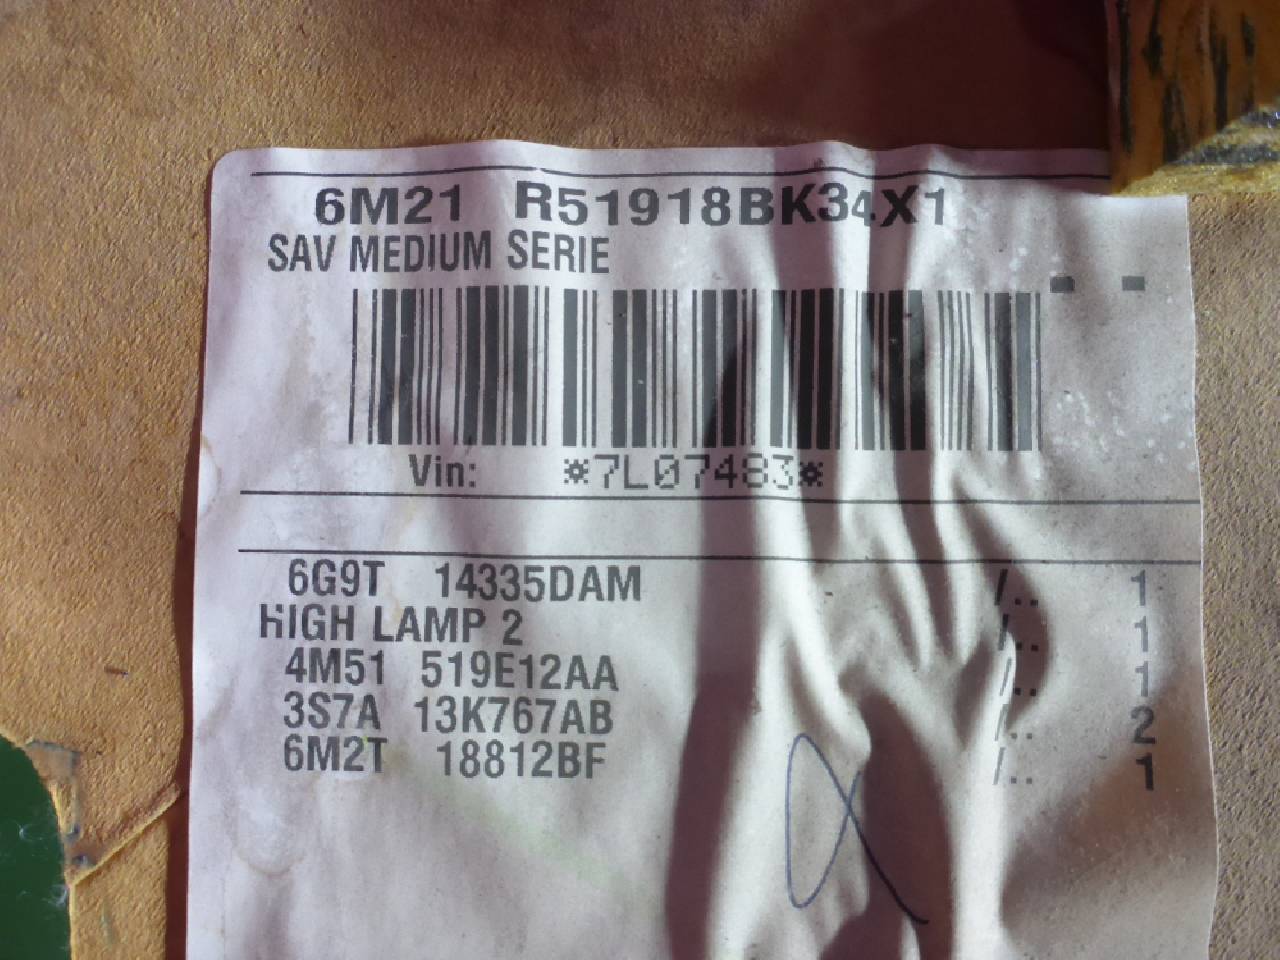 6M21 R51918BK34X1
SAV MEDIUM SERIE
Vin: *7L07483*
6G9T 14335DAM /.. 1
HIGH LAMP 2 /.. 1
4M51 519E12AA /.. 1
3S7A 13K767AB /.. 2
6M2T 18812BF /.. 1